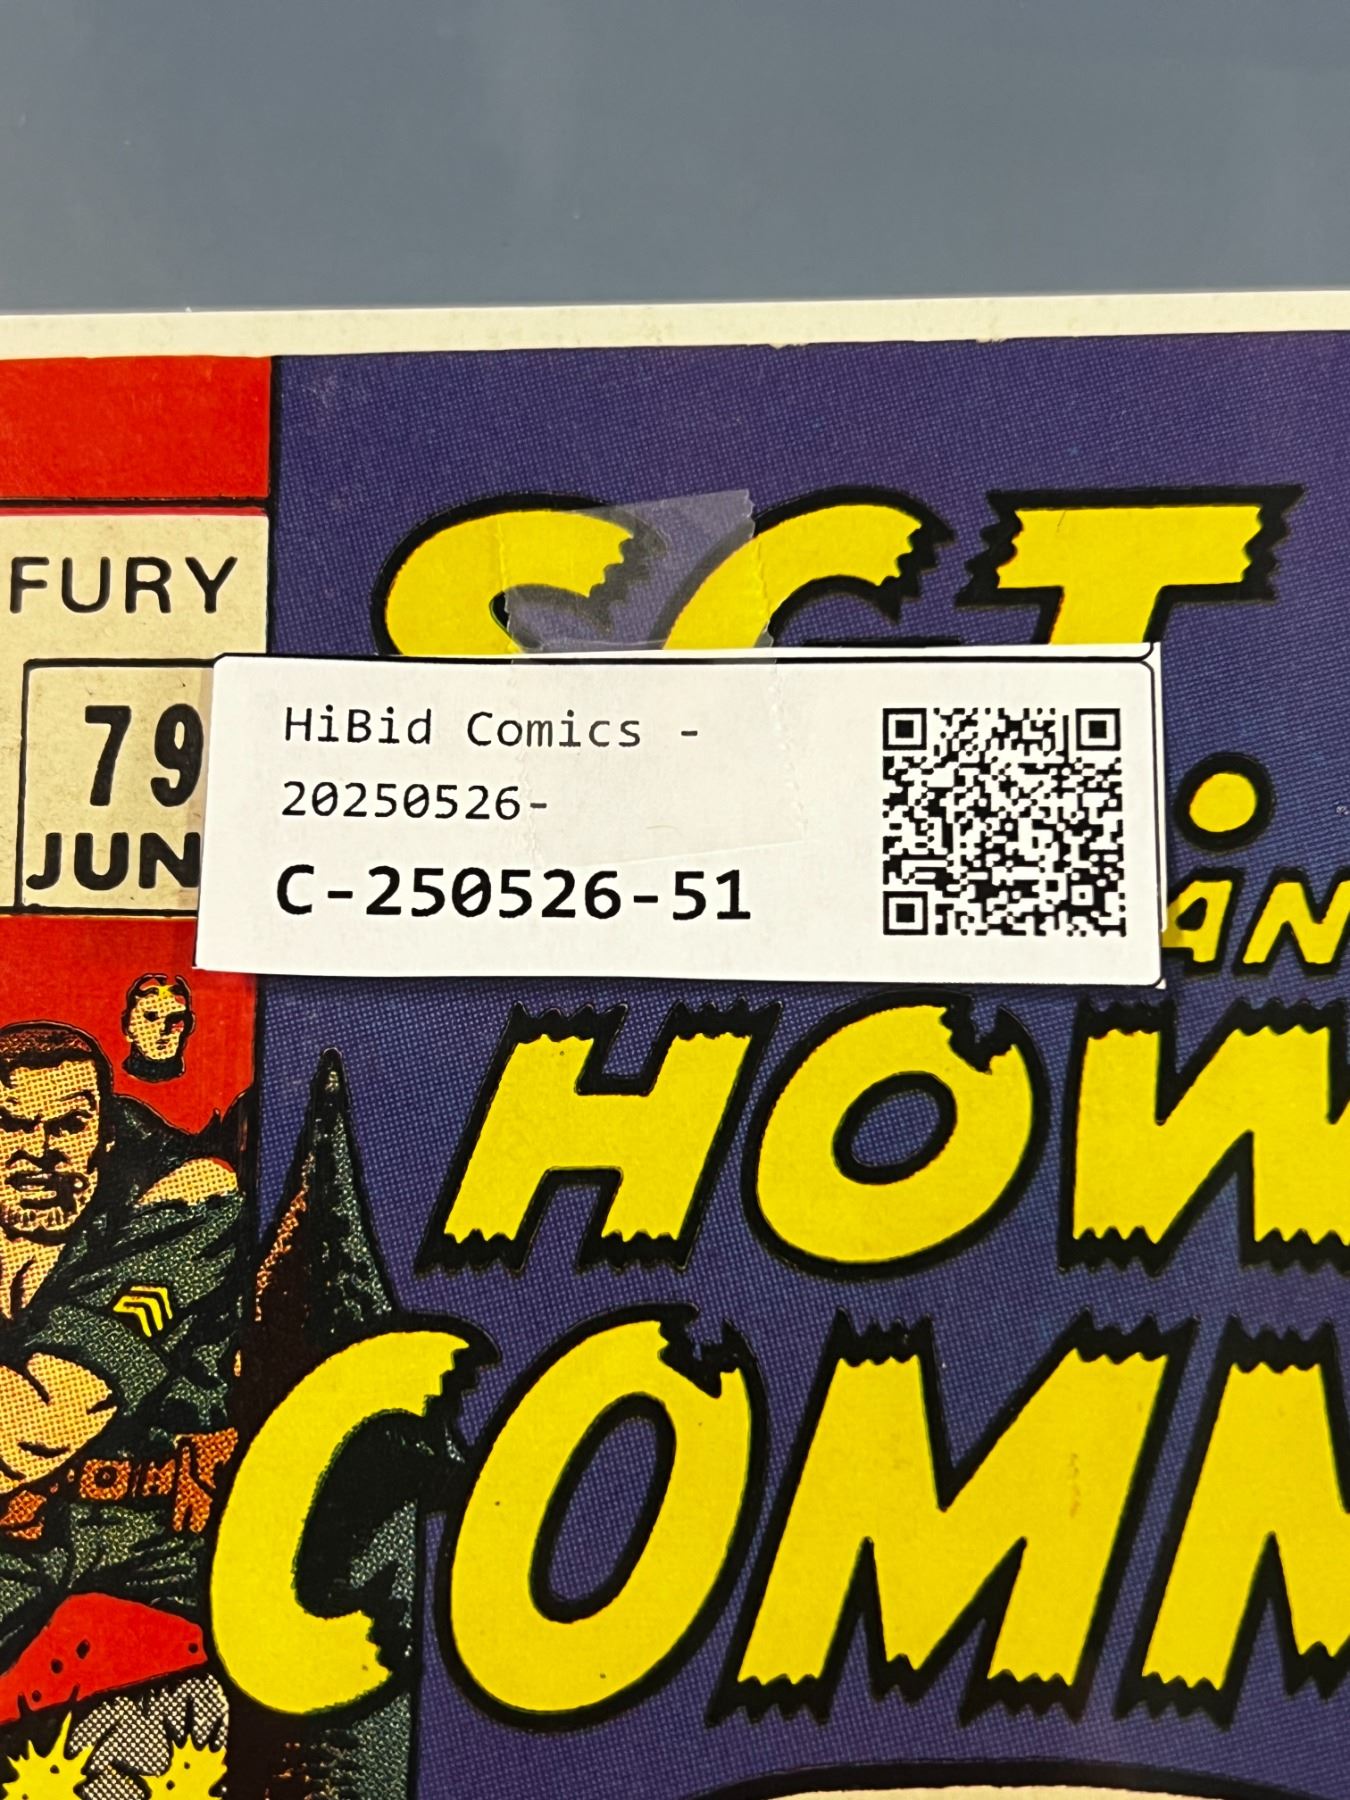 SGT.
FURY
79
JUN
HiBid Comics -
20250526-
C-250526-51
AN
HOW
COMM